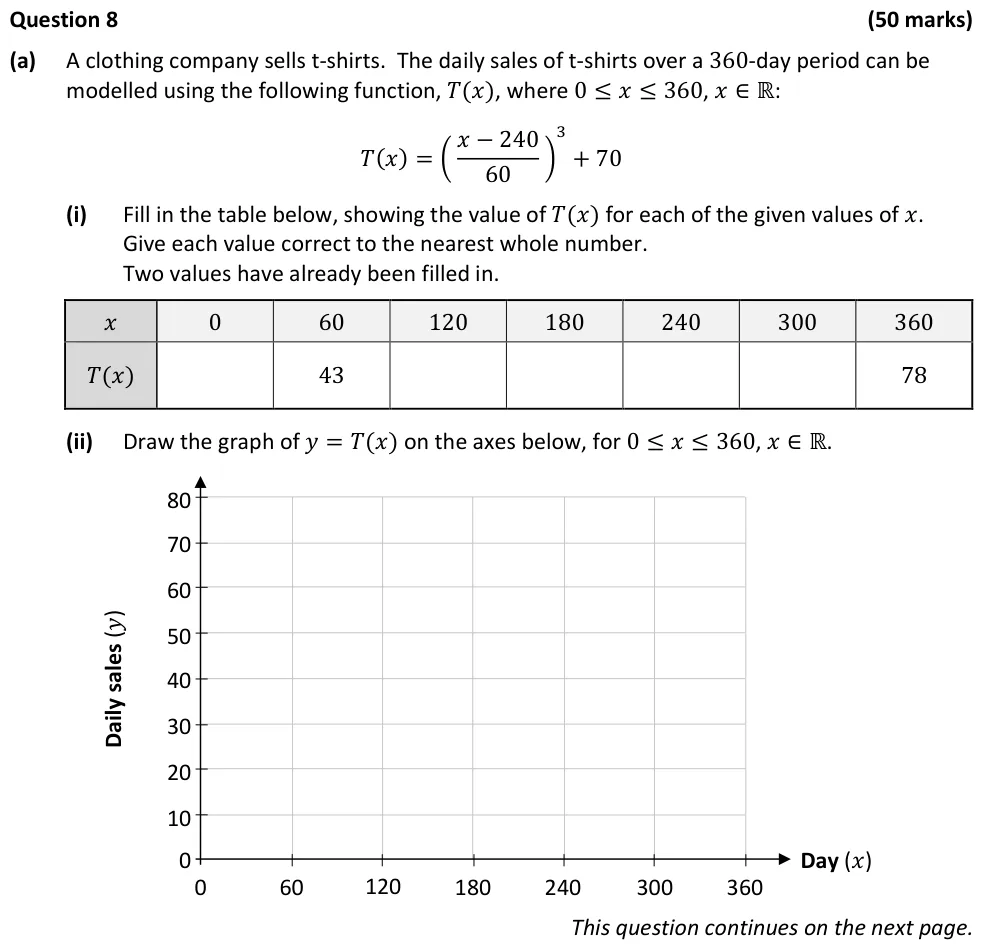 Question 8 (50 marks)
(a) A clothing company sells t-shirts. The daily sales of t-shirts over a 360-day period can be
modelled using the following function, T(x), where 0 ≤ x ≤ 360, x ∈ ℝ:
T(x) = ((x − 240)/60)³ + 70
(i) Fill in the table below, showing the value of T(x) for each of the given values of x.
Give each value correct to the nearest whole number.
Two values have already been filled in.
x 0 60 120 180 240 300 360
T(x) 43 78
(ii) Draw the graph of y = T(x) on the axes below, for 0 ≤ x ≤ 360, x ∈ ℝ.
80
70
60
50
40
30
20
10
0
Daily sales (y)
Day (x)
0 60 120 180 240 300 360
This question continues on the next page.